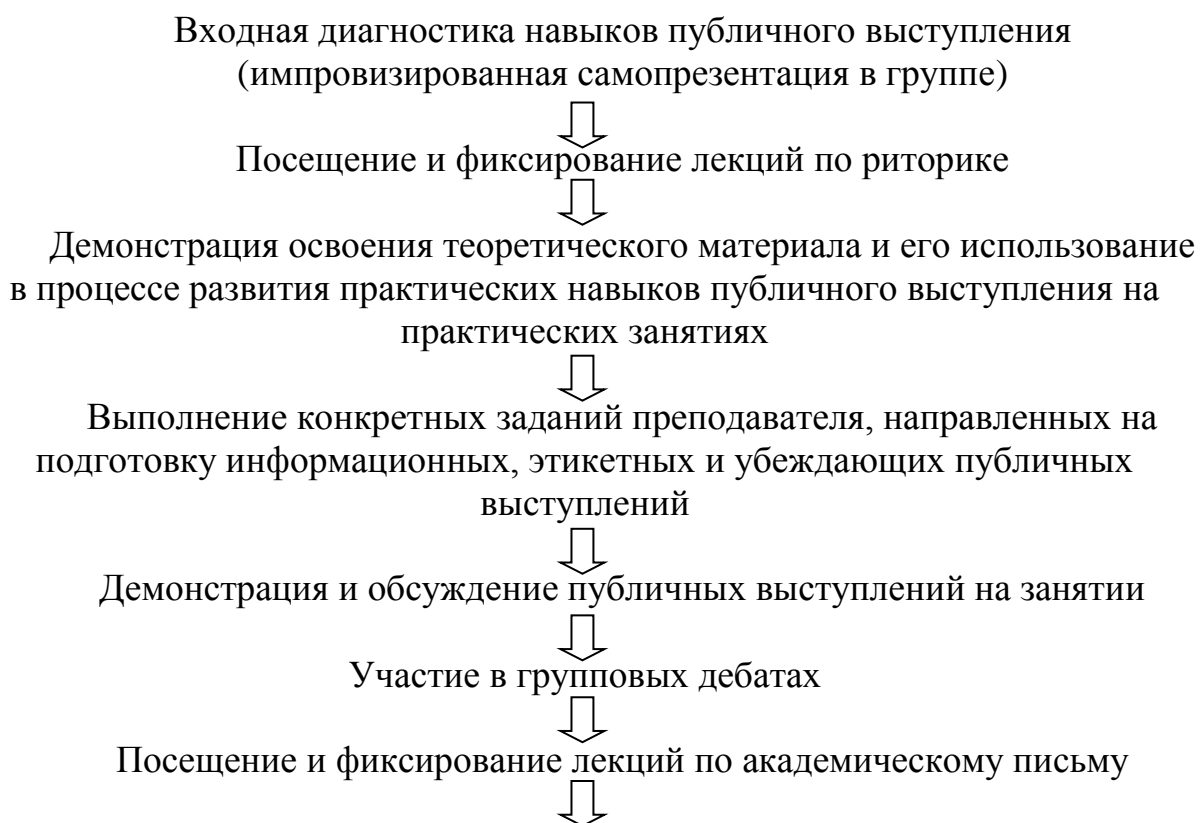 Входная диагностика навыков публичного выступления
(импровизированная самопрезентация в группе)
Посещение и фиксирование лекций по риторике
Демонстрация освоения теоретического материала и его использование
в процессе развития практических навыков публичного выступления на
практических занятиях
Выполнение конкретных заданий преподавателя, направленных на
подготовку информационных, этикетных и убеждающих публичных
выступлений
Демонстрация и обсуждение публичных выступлений на занятии
Участие в групповых дебатах
Посещение и фиксирование лекций по академическому письму